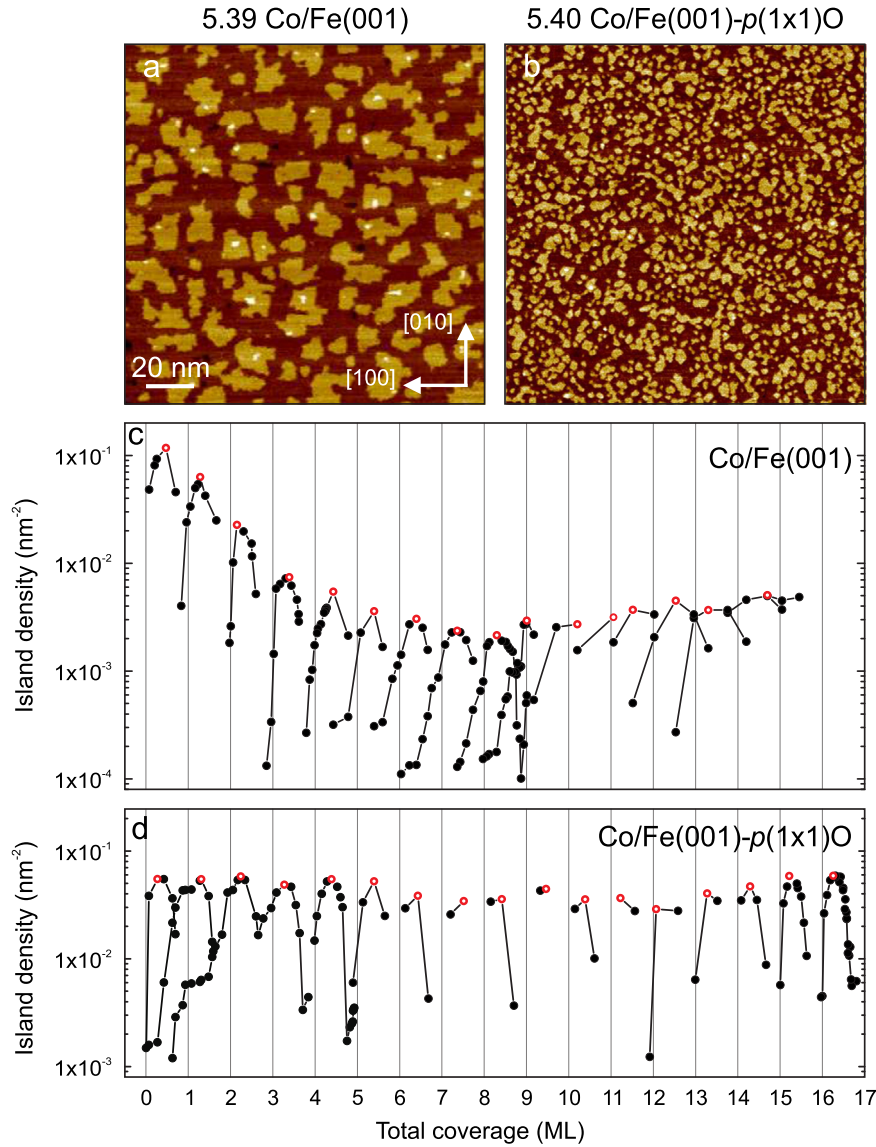 5.39 Co/Fe(001)
5.40 Co/Fe(001)-p(1x1)O
a
b
[010]
[100]
20 nm
c
Co/Fe(001)
1x10⁻¹
1x10⁻²
1x10⁻³
1x10⁻⁴
Island density (nm⁻²)
d
Co/Fe(001)-p(1x1)O
1x10⁻¹
1x10⁻²
1x10⁻³
Island density (nm⁻²)
0 1 2 3 4 5 6 7 8 9 10 11 12 13 14 15 16 17
Total coverage (ML)